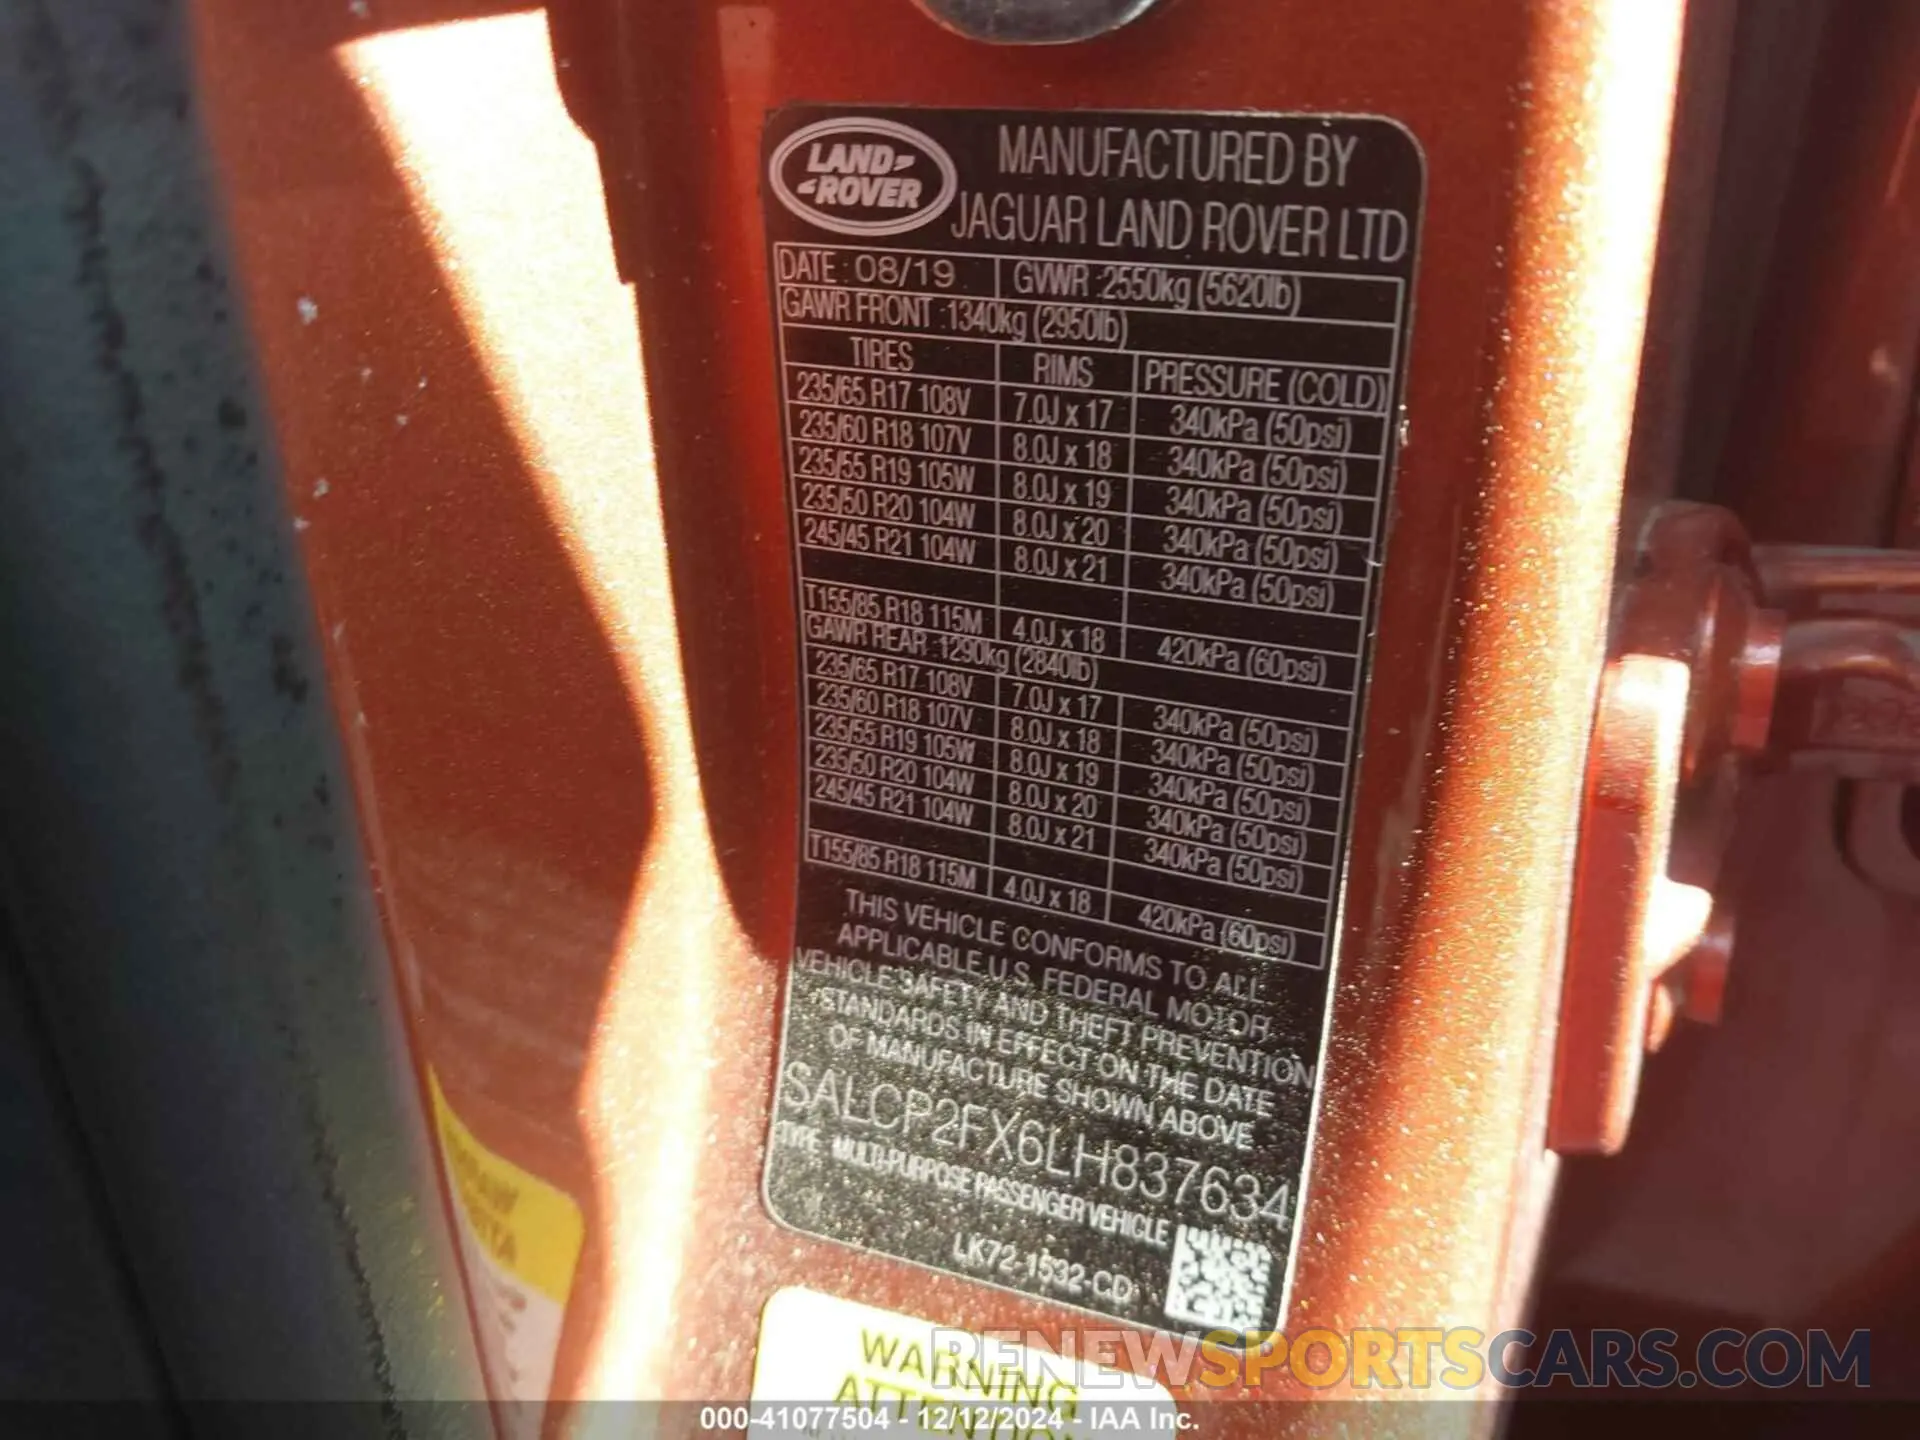 LAND
ROVER
MANUFACTURED BY
JAGUAR LAND ROVER LTD
DATE : 08/19 GVWR :2550kg (5620lb)
GAWR FRONT :1340kg (2950lb)
TIRES RIMS PRESSURE (COLD)
235/65 R17 108V 7.0J x 17 340kPa (50psi)
235/60 R18 107V 8.0J x 18 340kPa (50psi)
235/55 R19 105W 8.0J x 19 340kPa (50psi)
235/50 R20 104W 8.0J x 20 340kPa (50psi)
245/45 R21 104W 8.0J x 21 340kPa (50psi)
T155/85 R18 115M 4.0J x 18 420kPa (60psi)
GAWR REAR :1290kg (2840lb)
235/65 R17 108V 7.0J x 17 340kPa (50psi)
235/60 R18 107V 8.0J x 18 340kPa (50psi)
235/55 R19 105W 8.0J x 19 340kPa (50psi)
235/50 R20 104W 8.0J x 20 340kPa (50psi)
245/45 R21 104W 8.0J x 21 340kPa (50psi)
T155/85 R18 115M 4.0J x 18 420kPa (60psi)
THIS VEHICLE CONFORMS TO ALL
APPLICABLE U.S. FEDERAL MOTOR
VEHICLE SAFETY AND THEFT PREVENTION
STANDARDS IN EFFECT ON THE DATE
OF MANUFACTURE SHOWN ABOVE
SALCP2FX6LH837634
TYPE : MULTI-PURPOSE PASSENGER VEHICLE
LK72-1532-CD
WARNING
ATTENTION
RENEWSPORTSCARS.COM
000-41077504 - 12/12/2024 - IAA Inc.